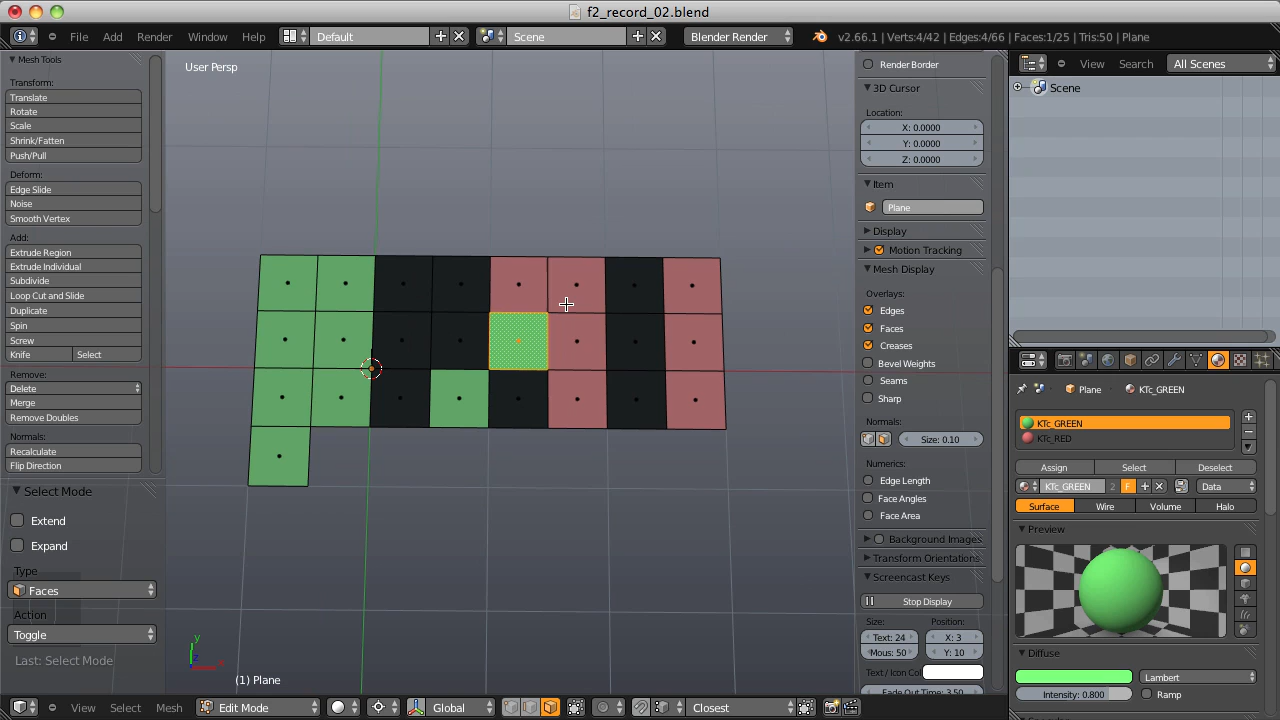 f2_record_02.blend
File Add Render Window Help Default Scene Blender Render v2.66.1 | Verts:4/42 | Edges:4/66 | Faces:1/25 | Tris:50 | Plane
Mesh Tools
Transform:
Translate
Rotate
Scale
Shrink/Fatten
Push/Pull
Deform:
Edge Slide
Noise
Smooth Vertex
Add:
Extrude Region
Extrude Individual
Subdivide
Loop Cut and Slide
Duplicate
Spin
Screw
Knife Select
Remove:
Delete
Merge
Remove Doubles
Normals:
Recalculate
Flip Direction
Select Mode
Extend
Expand
Type
Faces
Action
Toggle
Last: Select Mode
User Persp
y
z
x
(1) Plane
View Select Mesh Edit Mode Global Closest
Render Border
3D Cursor
Location:
X: 0.0000
Y: 0.0000
Z: 0.0000
Item
Plane
Display
Motion Tracking
Mesh Display
Overlays:
Edges
Faces
Creases
Bevel Weights
Seams
Sharp
Normals:
Size: 0.10
Numerics:
Edge Length
Face Angles
Face Area
Background Images
Transform Orientations
Screencast Keys
Stop Display
Size: Position:
Text: 24 X: 3
Mous: 50 Y: 10
Text / Icon Col
Fade Out Time: 3.50
View Search All Scenes
Scene
Plane KTc_GREEN
KTc_GREEN
KTc_RED
Assign Select Deselect
KTc_GREEN 2 F Data
Surface Wire Volume Halo
Preview
Diffuse
Lambert
Intensity: 0.800 Ramp